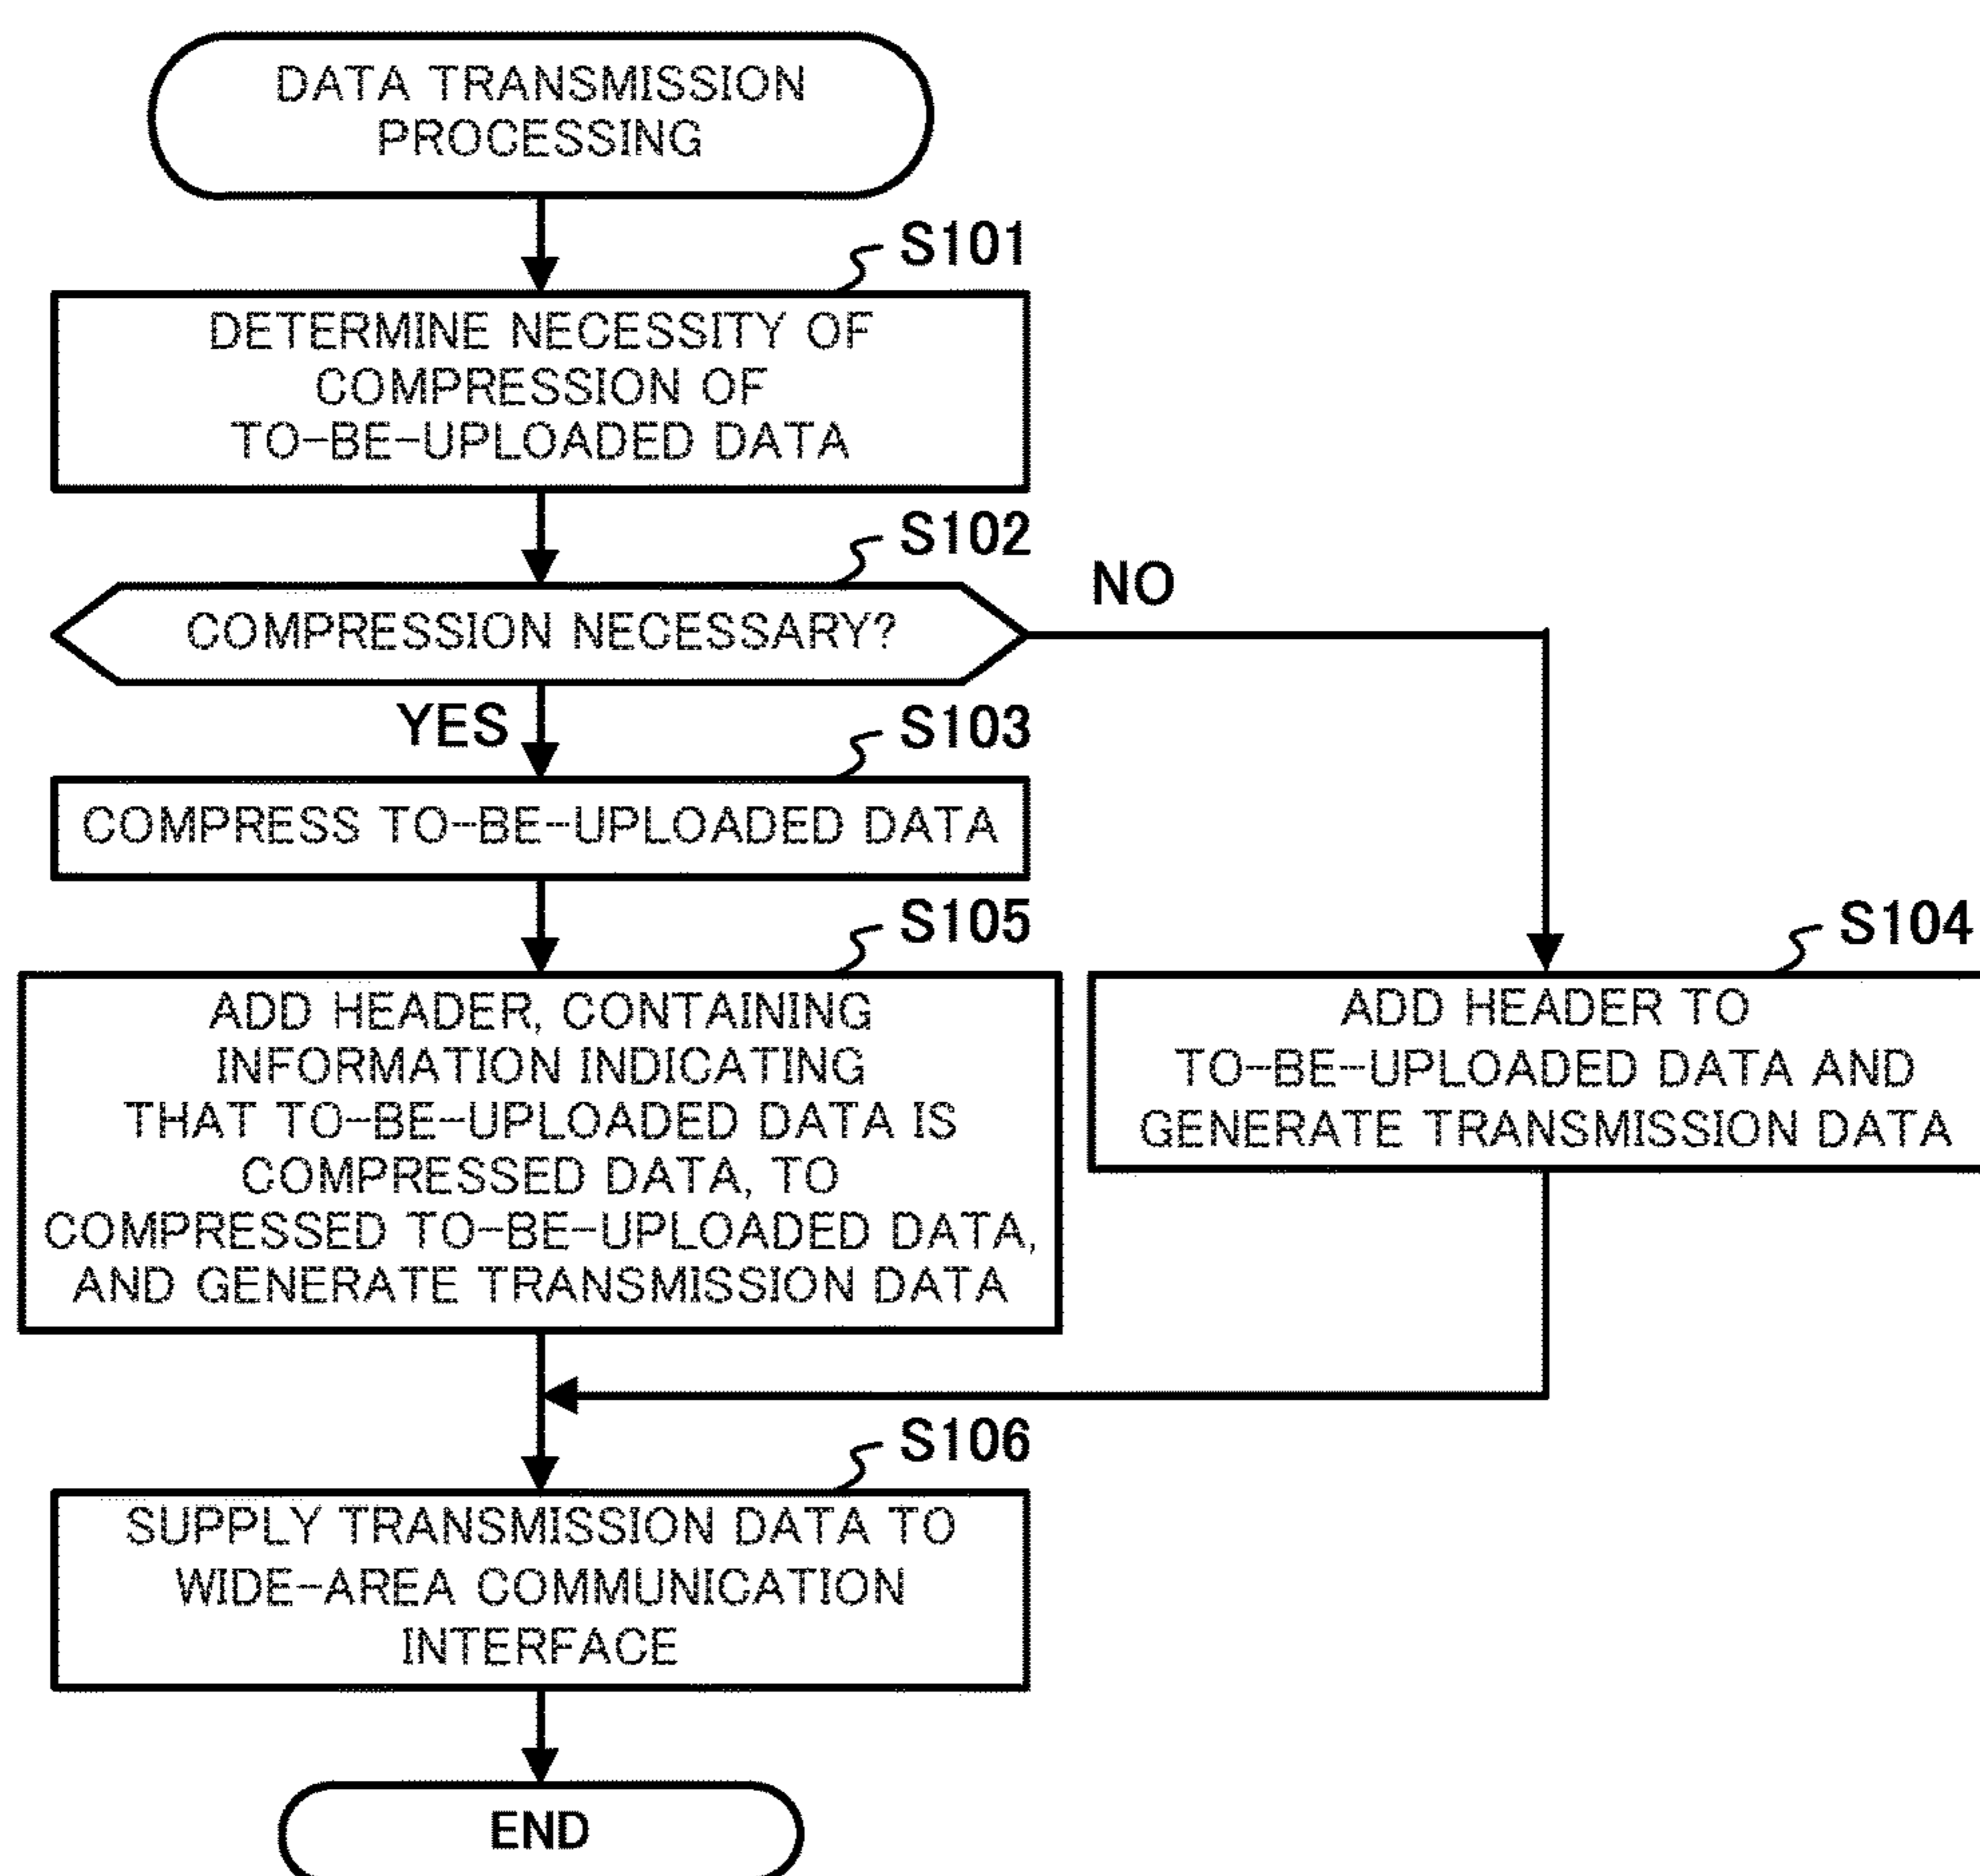 DATA TRANSMISSION
PROCESSING
S101
DETERMINE NECESSITY OF
COMPRESSION OF
TO-BE-UPLOADED DATA
S102
COMPRESSION NECESSARY?
NO
YES
S103
COMPRESS TO-BE-UPLOADED DATA
S105
ADD HEADER, CONTAINING
INFORMATION INDICATING
THAT TO-BE-UPLOADED DATA IS
COMPRESSED DATA, TO
COMPRESSED TO-BE-UPLOADED DATA,
AND GENERATE TRANSMISSION DATA
S104
ADD HEADER TO
TO-BE-UPLOADED DATA AND
GENERATE TRANSMISSION DATA
S106
SUPPLY TRANSMISSION DATA TO
WIDE-AREA COMMUNICATION
INTERFACE
END